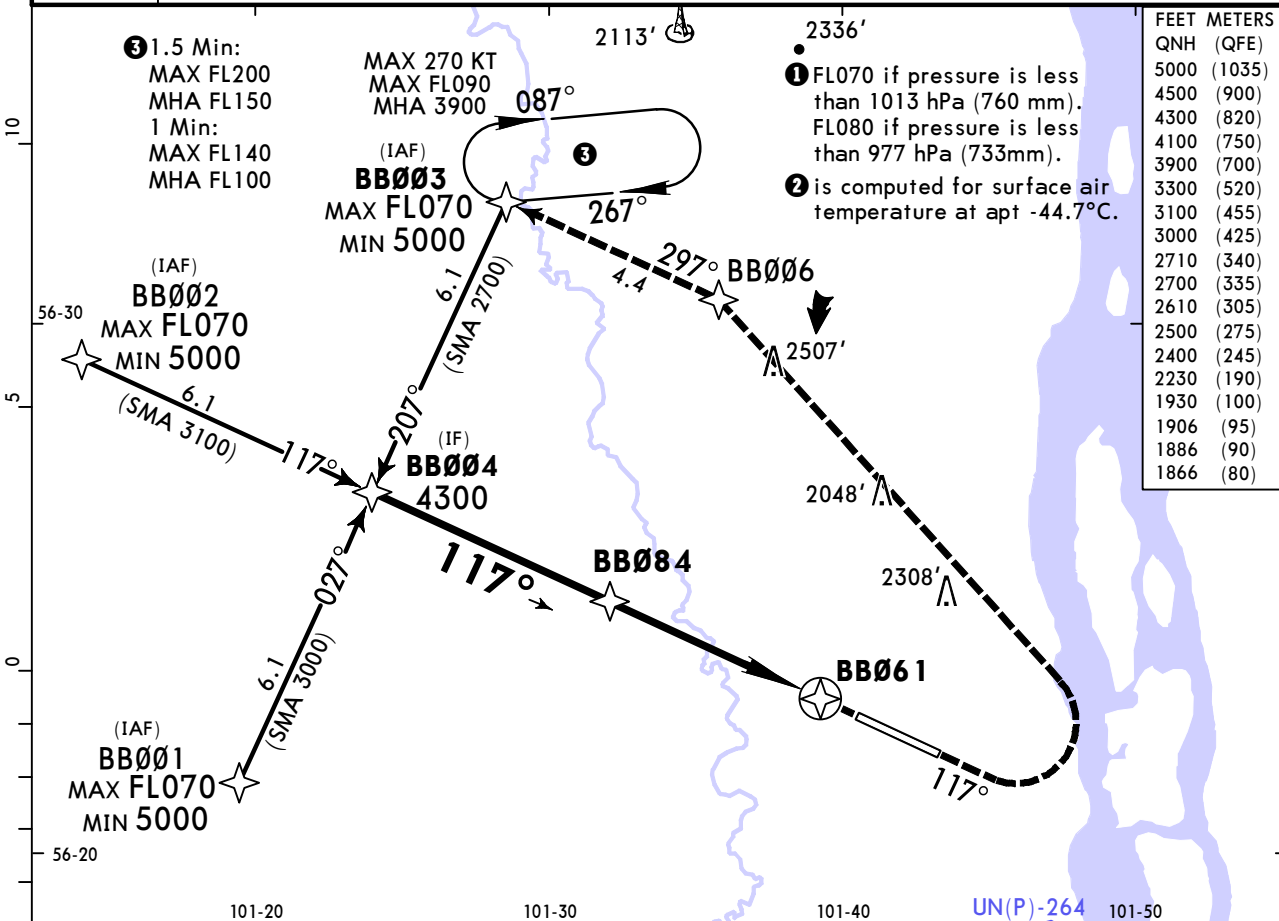 ❸ 1.5 Min:
MAX FL200
MHA FL150
1 Min:
MAX FL140
MHA FL100
MAX 270 KT
MAX FL090
MHA 3900
087°
❸
267°
2113'
2336'
❶ FL070 if pressure is less
than 1013 hPa (760 mm).
FL080 if pressure is less
than 977 hPa (733mm).
❷ is computed for surface air
temperature at apt -44.7°C.
FEET METERS
QNH (QFE)
5000 (1035)
4500 (900)
4300 (820)
4100 (750)
3900 (700)
3300 (520)
3100 (455)
3000 (425)
2710 (340)
2700 (335)
2610 (305)
2500 (275)
2400 (245)
2230 (190)
1930 (100)
1906 (95)
1886 (90)
1866 (80)
(IAF)
BBØØ3
MAX FL070
MIN 5000
297°
4.4
BBØØ6
(IAF)
BBØØ2
MAX FL070
MIN 5000
6.1
(SMA 2700)
207°
6.1
(SMA 3100)
117°
2507'
(IF)
BBØØ4
4300
2048'
117°
BBØ84
2308'
027°
6.1
(SMA 3000)
BBØ61
117°
(IAF)
BBØØ1
MAX FL070
MIN 5000
10
5
0
56-30
56-20
101-20
101-30
101-40
UN(P)-264
101-50